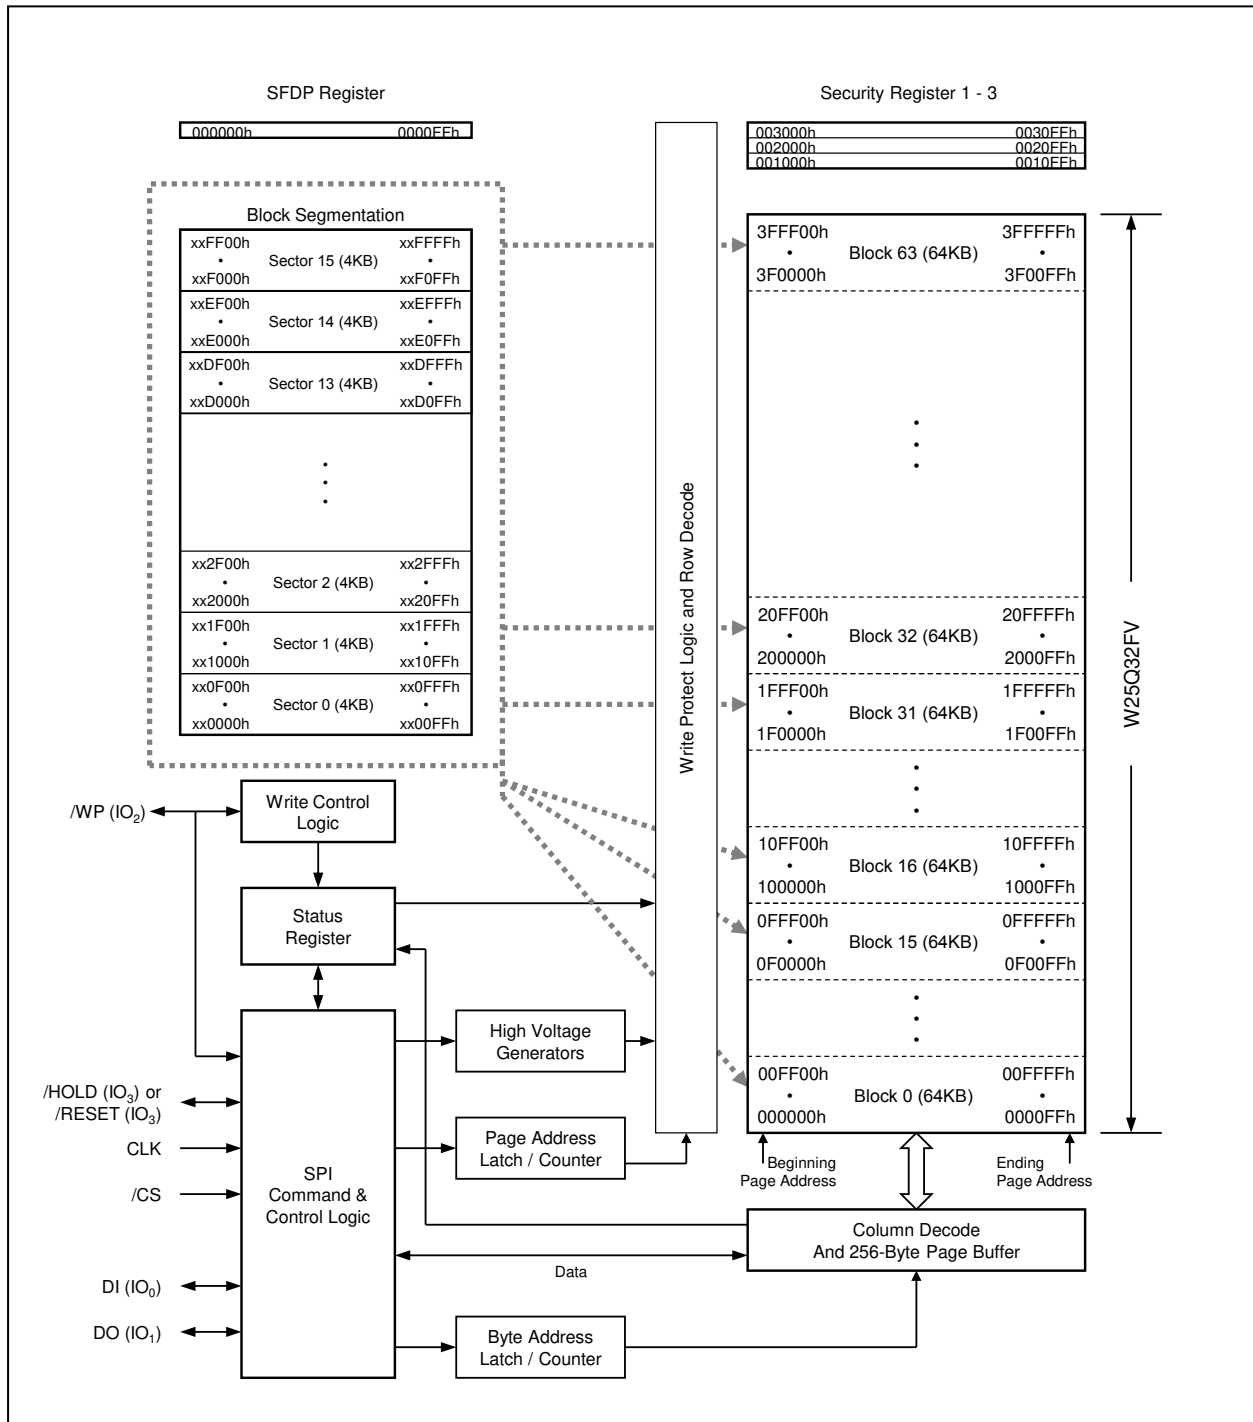 SFDP Register
000000h 0000FFh
Security Register 1 - 3
003000h 0030FFh
002000h 0020FFh
001000h 0010FFh
Block Segmentation
xxFF00h xxFFFFh
• Sector 15 (4KB) •
xxF000h xxF0FFh
xxEF00h xxEFFFh
• Sector 14 (4KB) •
xxE000h xxE0FFh
xxDF00h xxDFFFh
• Sector 13 (4KB) •
xxD000h xxD0FFh
xx2F00h xx2FFFh
• Sector 2 (4KB) •
xx2000h xx20FFh
xx1F00h xx1FFFh
• Sector 1 (4KB) •
xx1000h xx10FFh
xx0F00h xx0FFFh
• Sector 0 (4KB) •
xx0000h xx00FFh
Write Protect Logic and Row Decode
3FFF00h 3FFFFFh
• Block 63 (64KB) •
3F0000h 3F00FFh
20FF00h 20FFFFh
• Block 32 (64KB) •
200000h 2000FFh
1FFF00h 1FFFFFh
• Block 31 (64KB) •
1F0000h 1F00FFh
10FF00h 10FFFFh
• Block 16 (64KB) •
100000h 1000FFh
0FFF00h 0FFFFFh
• Block 15 (64KB) •
0F0000h 0F00FFh
00FF00h 00FFFFh
• Block 0 (64KB) •
000000h 0000FFh
W25Q32FV
Beginning
Page Address
Ending
Page Address
/WP (IO2)
Write Control
Logic
Status
Register
High Voltage
Generators
/HOLD (IO3) or
/RESET (IO3)
CLK
/CS
SPI
Command &
Control Logic
Page Address
Latch / Counter
Column Decode
And 256-Byte Page Buffer
Data
DI (IO0)
DO (IO1)
Byte Address
Latch / Counter